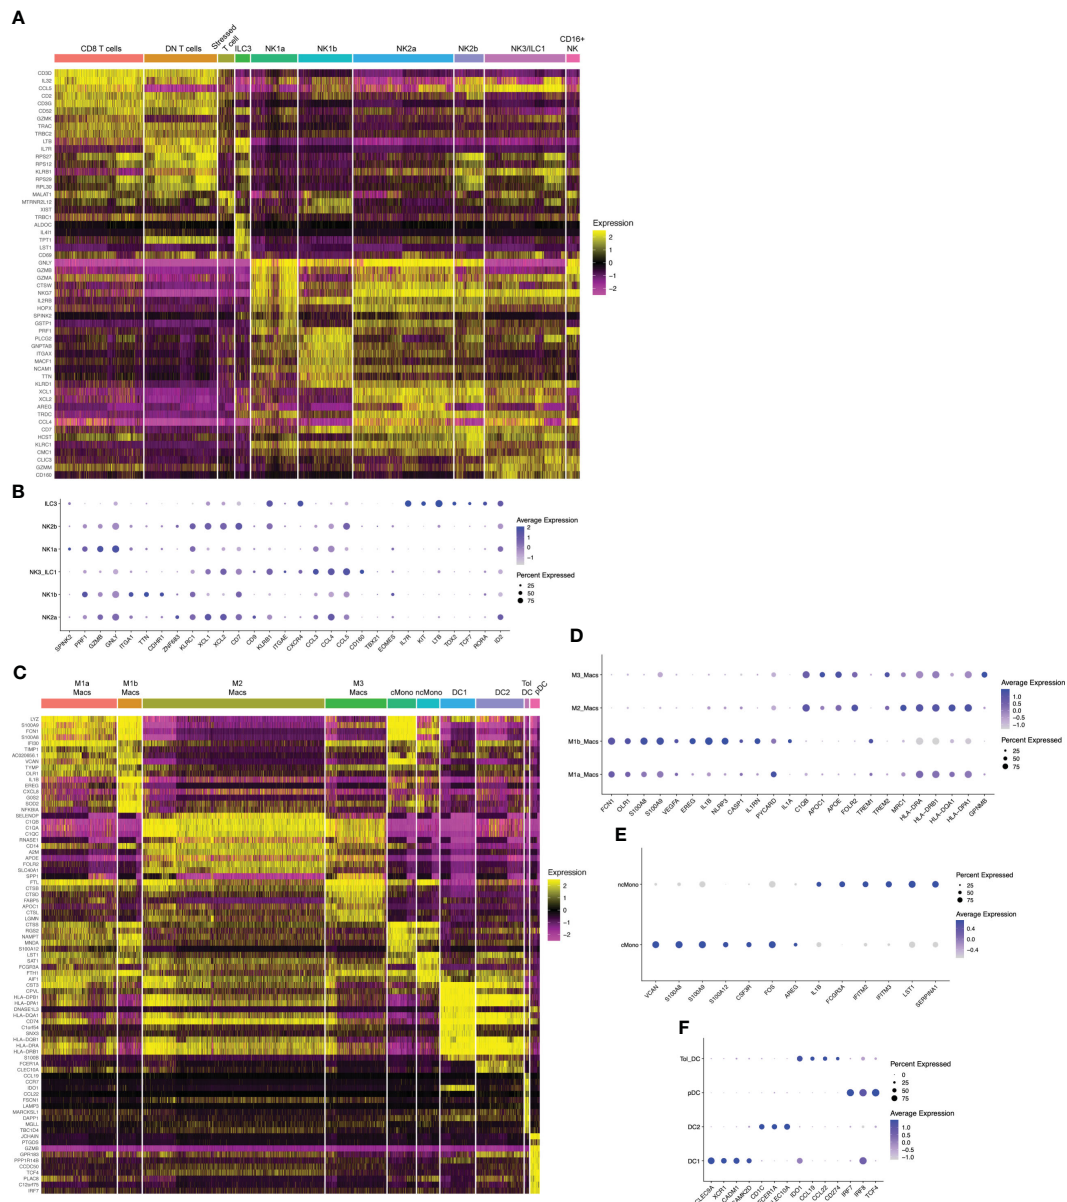 A
CD8 T cells
DN T cells
Stressed
T cell
ILC3
NK1a
NK1b
NK2a
NK2b
NK3/ILC1
CD16+
NK
CD3D
IL32
CCL5
CD2
CD3G
CD52
GZMK
TRAC
TRBC2
LTB
IL7R
RPS27
RPS12
KLRB1
RPS29
RPL30
MALAT1
MTRNR2L12
XIST
TRBC1
ALDOC
IL4I1
TPT1
LST1
CD69
GNLY
GZMB
GZMA
CTSW
NKG7
IL2RB
HOPX
SPINK2
GSTP1
PRF1
PLCG2
GNPTAB
ITGAX
MACF1
NCAM1
TTN
KLRD1
XCL1
XCL2
AREG
TRDC
CCL4
CD7
HCST
KLRC1
CMC1
CLIC3
GZMM
CD160
Expression
2
1
0
−1
−2
B
ILC3
NK2b
NK1a
NK3_ILC1
NK1b
NK2a
SPINK2
PRF1
GZMB
GNLY
ITGA1
TTN
CDHR1
ZNF683
KLRC1
XCL1
XCL2
CD7
CD9
KLRB1
ITGAE
CXCR4
CCL3
CCL4
CCL5
CD160
TBX21
EOMES
IL7R
KIT
LTB
TOX2
TCF7
RORA
ID2
Average Expression
2
1
0
−1
Percent Expressed
25
50
75
C
M1a
Macs
M1b
Macs
M2
Macs
M3
Macs
cMono
ncMono
DC1
DC2
Tol
DC
pDC
LYZ
S100A9
FCN1
S100A8
IFI30
TIMP1
VCAN
TYMP
OLR1
IL1B
EREG
CXCL8
G0S2
SOD2
NFKBIA
SELENOP
C1QB
C1QA
C1QC
RNASE1
CD14
A2M
APOE
FOLR2
SLC40A1
SPP1
FTL
CTSB
CTSD
FABP5
APOC1
CTSL
LGMN
CTSS
RGS2
NAMPT
MNDA
S100A12
LST1
SAT1
FCGR3A
FTH1
AIF1
CST3
CPVL
HLA−DPB1
HLA−DPA1
DNASE1L3
HLA−DQA1
CD74
C1orf54
SNX3
HLA−DQB1
HLA−DRA
HLA−DRB1
S100B
FCER1A
CLEC10A
CCL19
CCR7
IDO1
CCL22
FSCN1
LAMP3
MARCKSL1
DAPP1
MGLL
TBC1D4
JCHAIN
PTGDS
GZMB
GPR183
PPP1R14B
CCDC50
TCF4
PLAC8
C12orf75
IRF7
Expression
2
1
0
−1
−2
D
M3_Macs
M2_Macs
M1b_Macs
M1a_Macs
FCN1
OLR1
S100A8
S100A9
VEGFA
EREG
IL1B
NLRP3
CASP1
IL1RN
PYCARD
IL1A
C1QB
APOC1
APOE
FOLR2
TREM1
TREM2
MRC1
HLA−DRA
HLA−DRB1
HLA−DQA1
HLA−DPA1
GPNMB
Average Expression
1.0
0.5
0.0
−0.5
−1.0
Percent Expressed
25
50
75
E
ncMono
cMono
VCAN
S100A8
S100A9
S100A12
CSF3R
FOS
AREG
IL1B
FCGR3A
IFITM2
IFITM3
LST1
SERPINA1
Percent Expressed
25
50
75
Average Expression
0.4
0.0
−0.4
F
Tol_DC
pDC
DC2
DC1
CLEC9A
XCR1
CADM1
CAMK2D
CD1C
FCER1A
CLEC10A
IDO1
CCL19
CCL22
CD274
IRF7
IRF8
TCF4
Percent Expressed
0
25
50
75
Average Expression
1.0
0.5
0.0
−0.5
−1.0